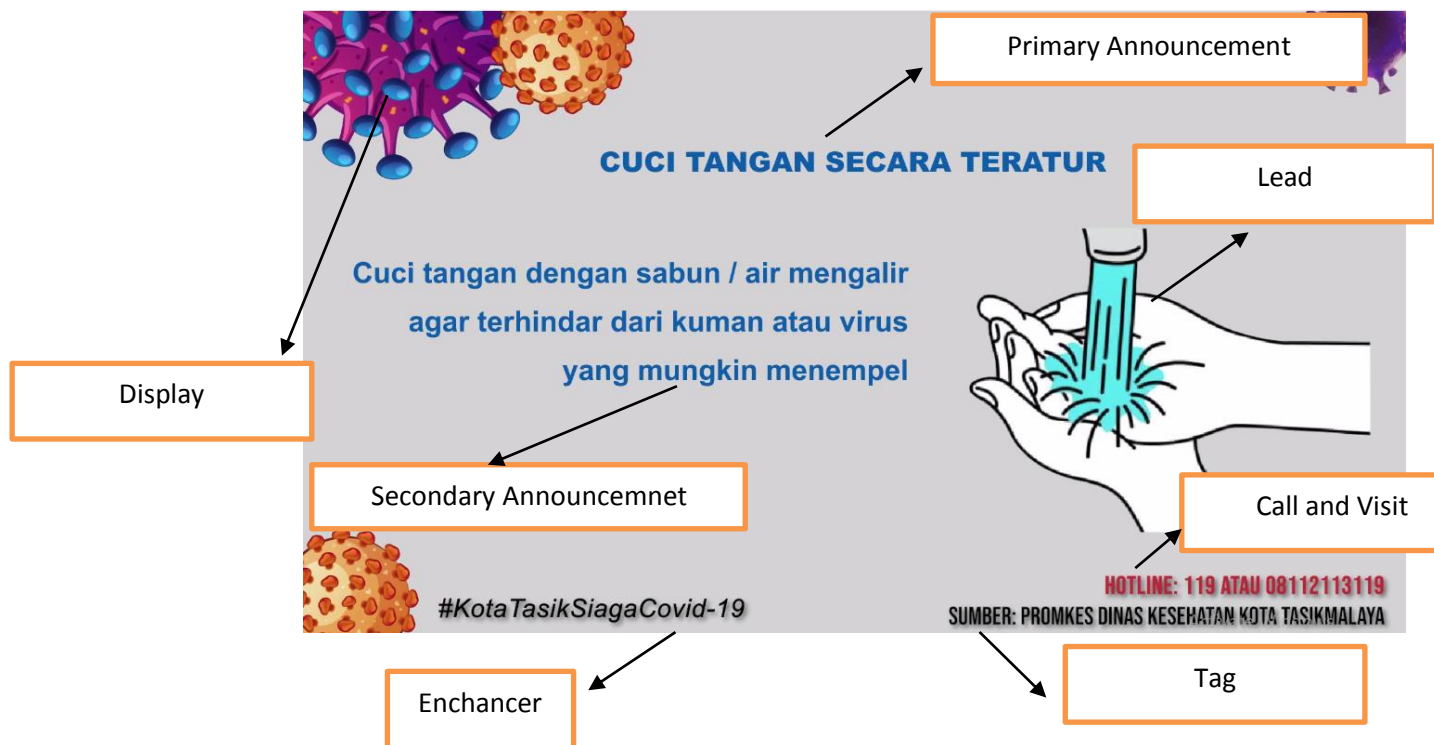 Primary Announcement
CUCI TANGAN SECARA TERATUR
Lead
Cuci tangan dengan sabun / air mengalir
agar terhindar dari kuman atau virus
yang mungkin menempel
Display
Secondary Announcemnet
Call and Visit
HOTLINE: 119 ATAU 08112113119
#KotaTasikSiagaCovid-19
SUMBER: PROMKES DINAS KESEHATAN KOTA TASIKMALAYA
Tag
Enchancer